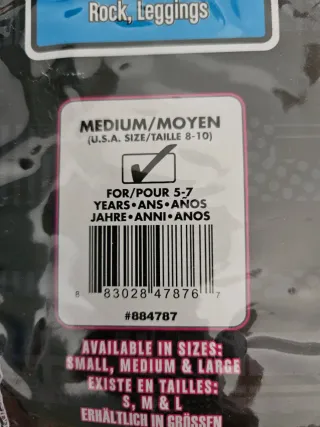 Rock, Leggings
MEDIUM/MOYEN
(U.S.A. SIZE/TAILLE 8-10)
FOR/POUR 5-7
YEARS•ANS•AÑOS
JAHRE•ANNI•ANOS
8 83028 47876 7
#884787
AVAILABLE IN SIZES:
SMALL, MEDIUM & LARGE
EXISTE EN TAILLES:
S, M & L
ERHÄLTLICH IN GRÖSSEN